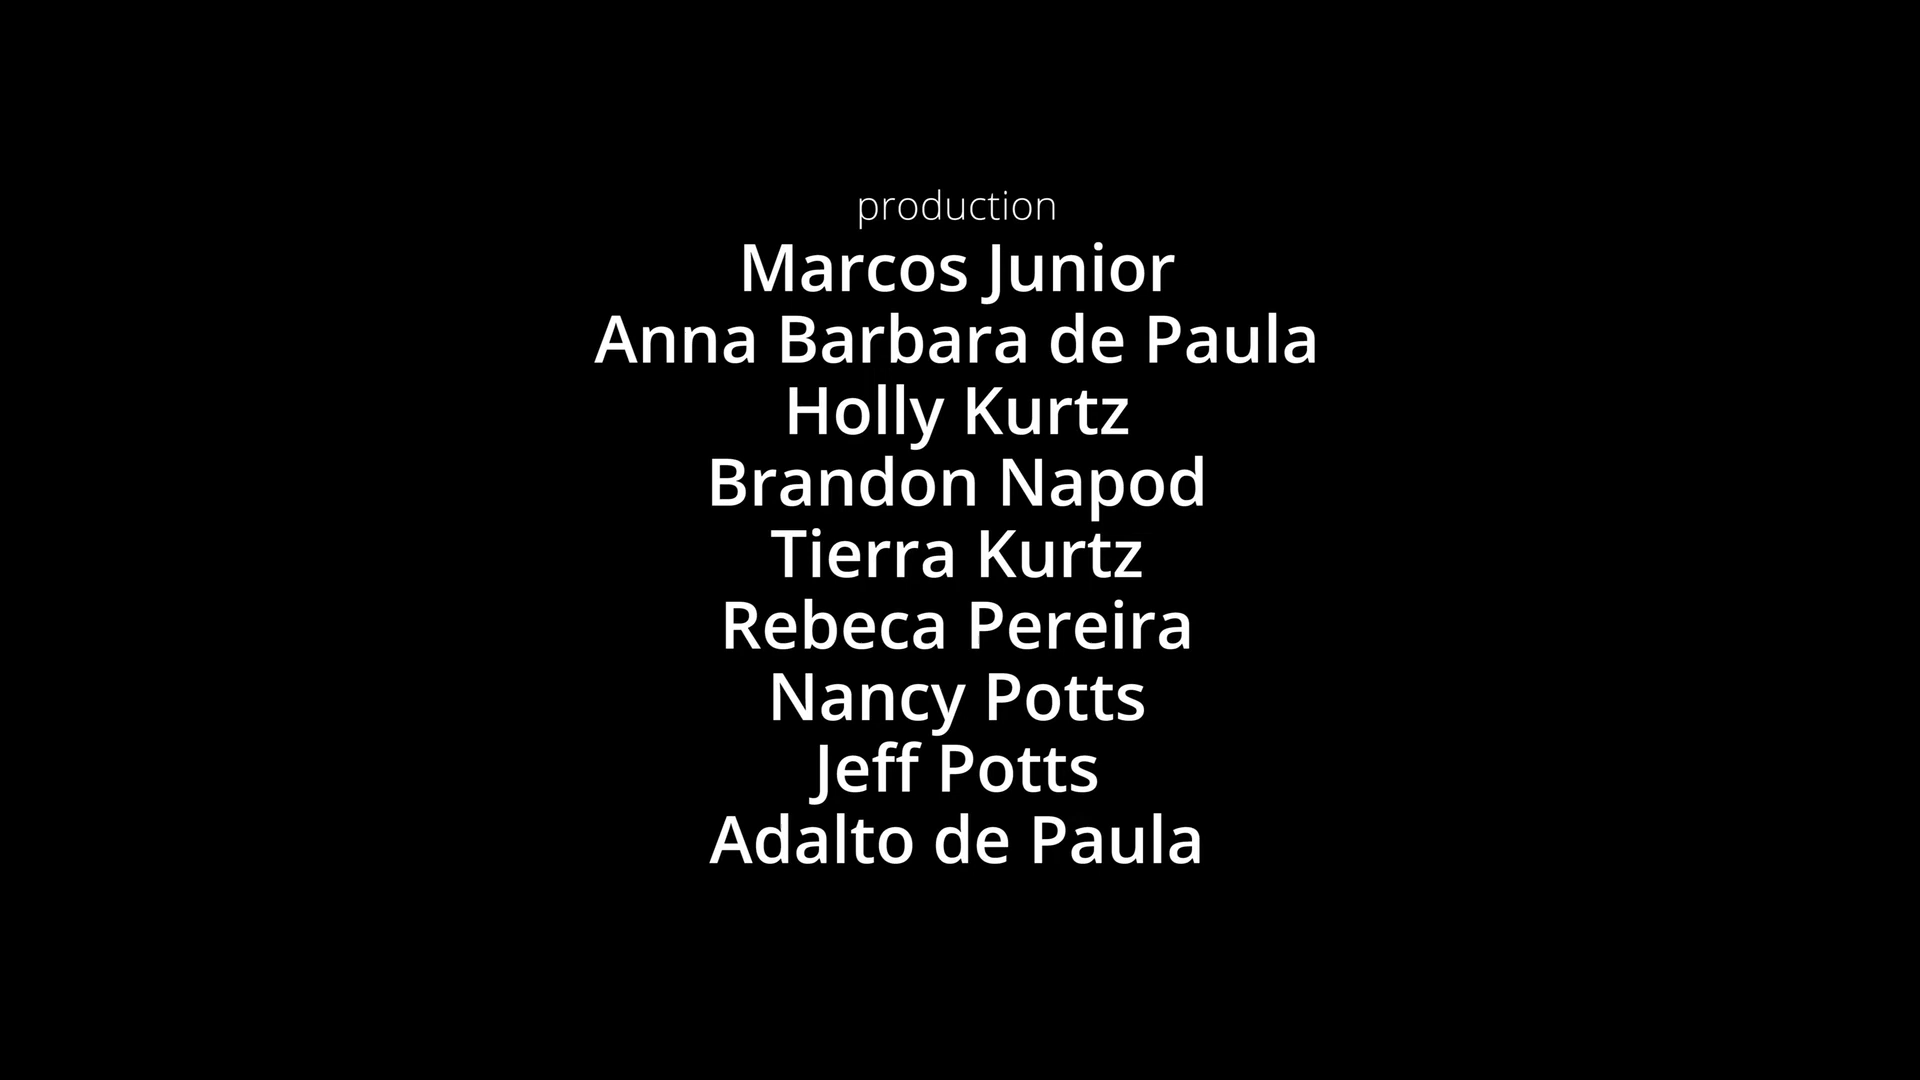 production
Marcos Junior
Anna Barbara de Paula
Holly Kurtz
Brandon Napod
Tierra Kurtz
Rebeca Pereira
Nancy Potts
Jeff Potts
Adalto de Paula